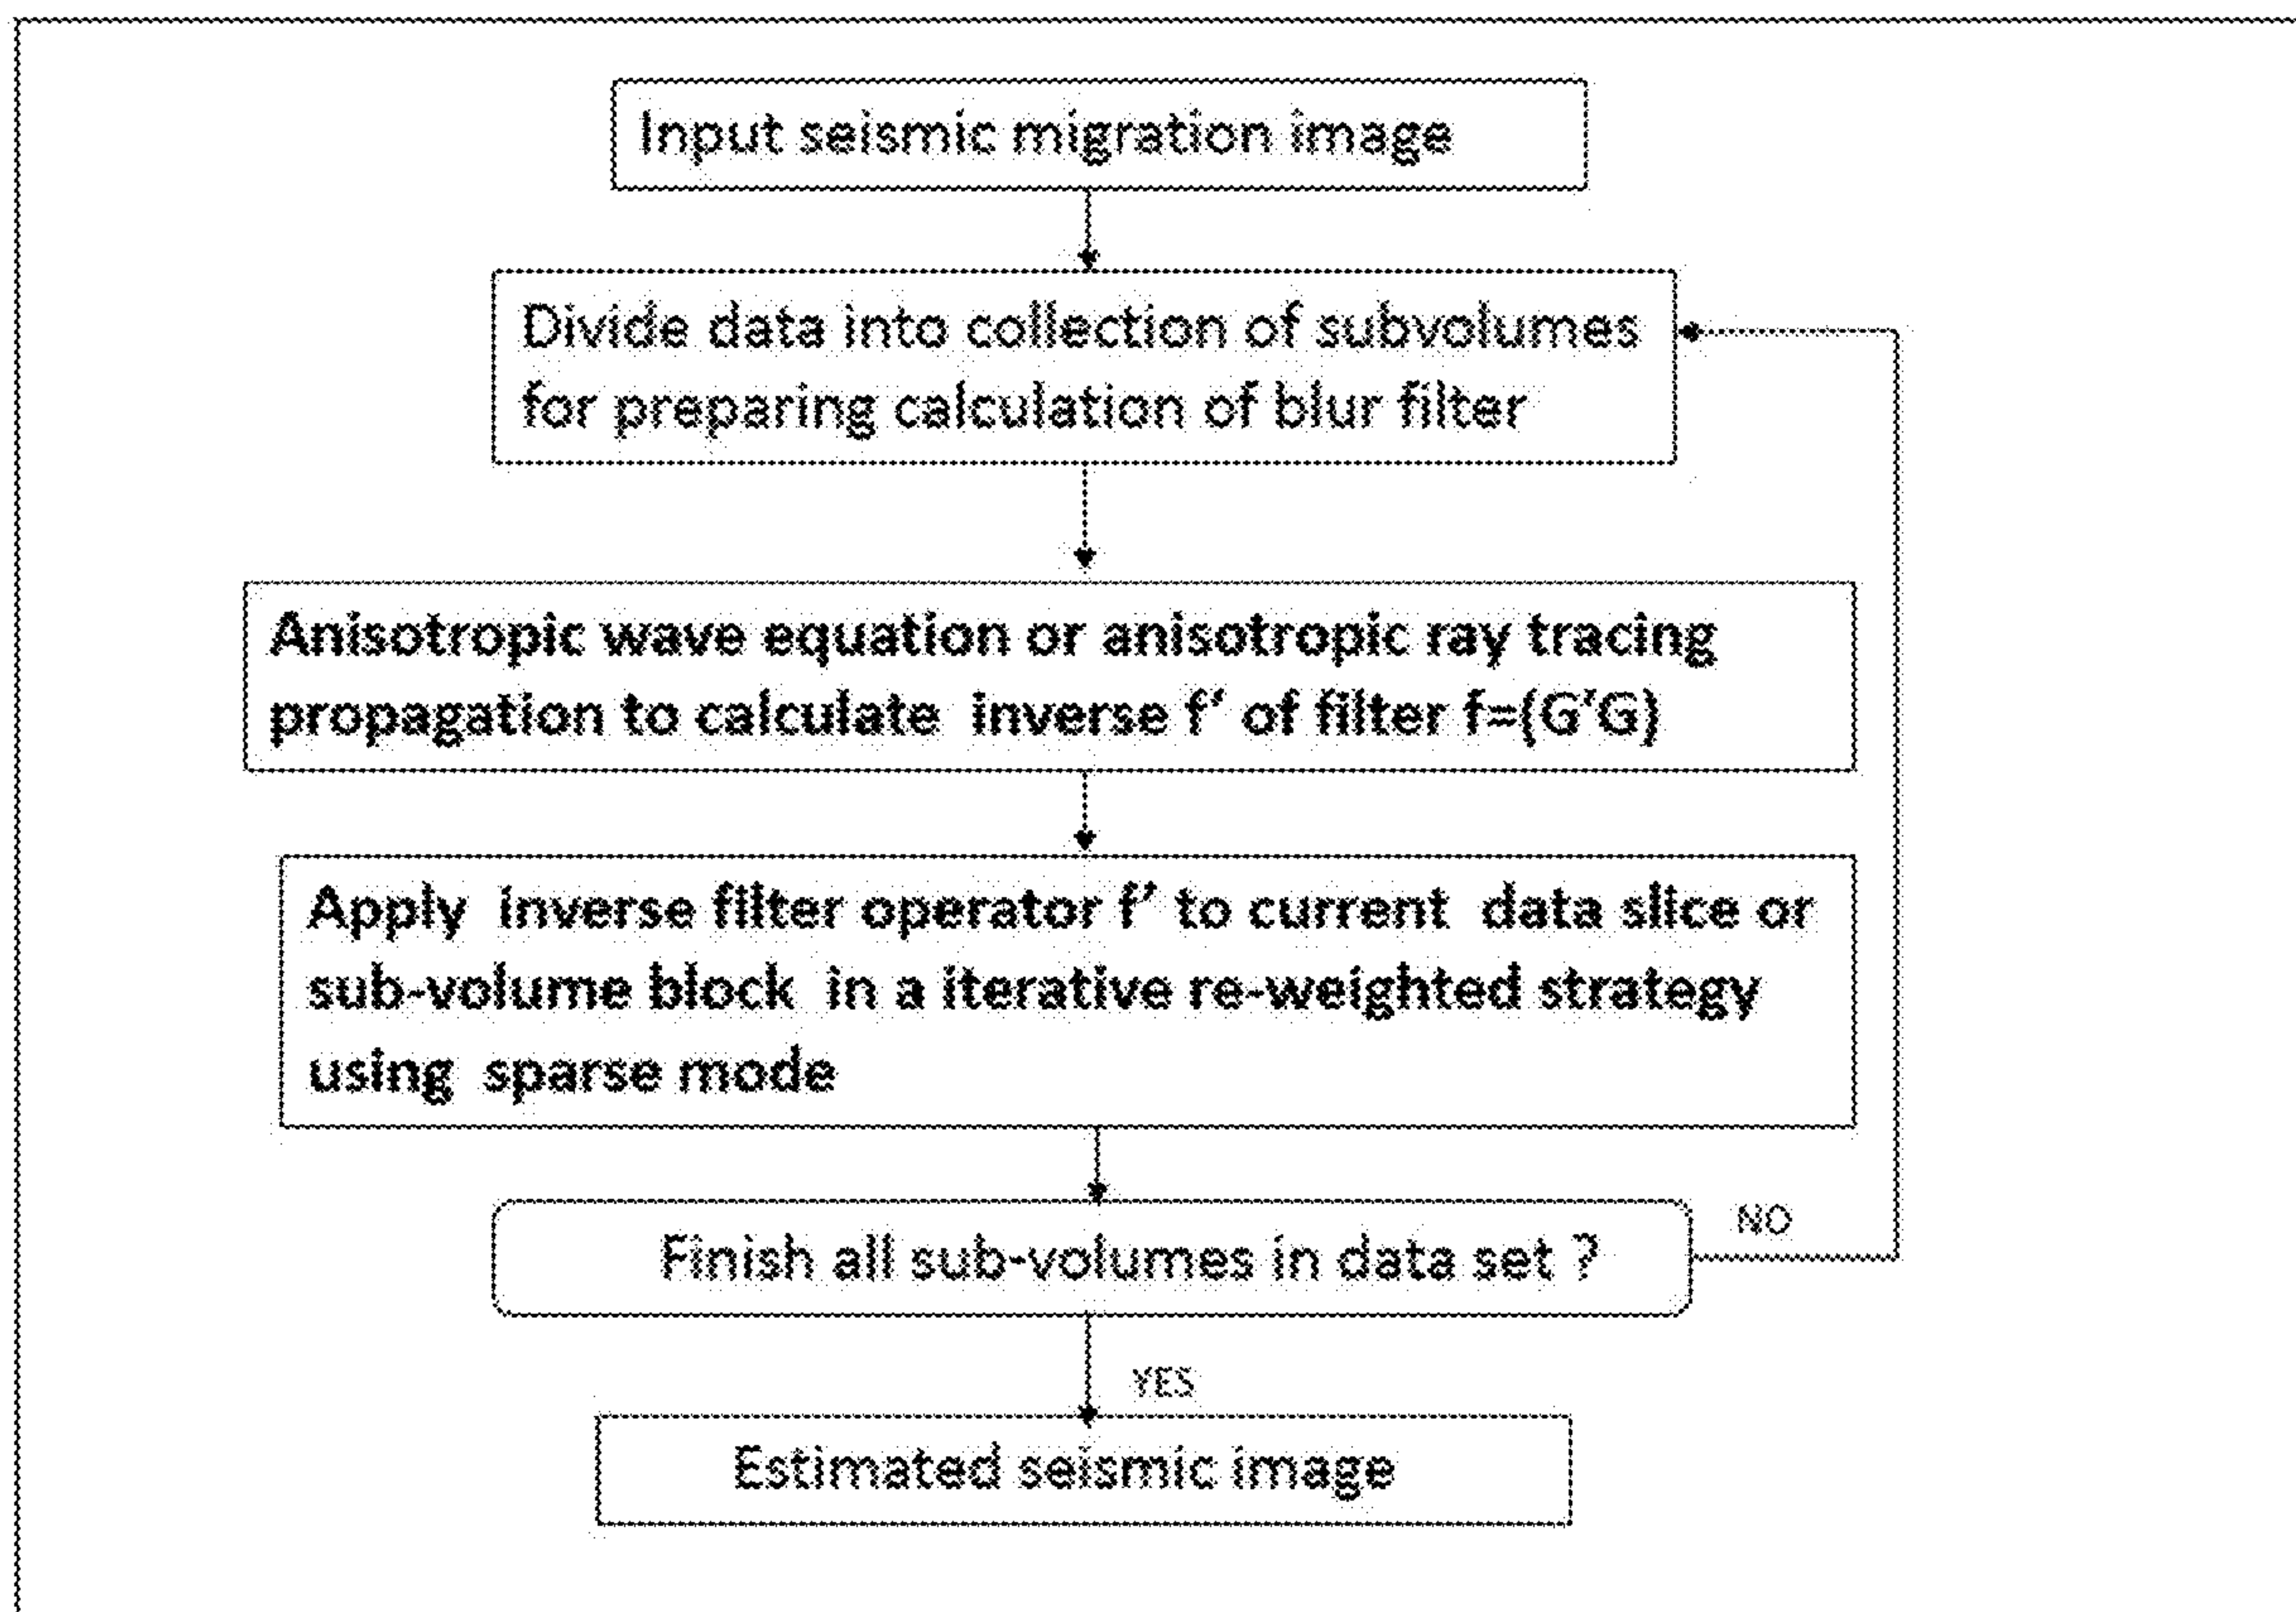 Input seismic migration image
Divide data into collection of subvolumes
for preparing calculation of blur filter
Anisotropic wave equation or anisotropic ray tracing
propagation to calculate inverse f' of filter f=(G'G)
Apply inverse filter operator f' to current data slice or
sub-volume block in a iterative re-weighted strategy
using sparse mode
Finish all sub-volumes in data set ?
NO
YES
Estimated seismic image